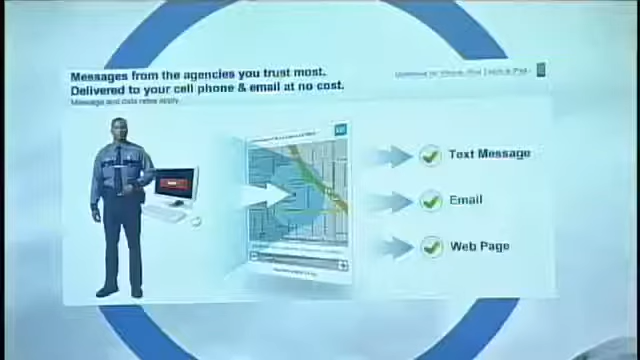 Messages from the agencies you trust most.
Delivered to your cell phone & email at no cost.
Message and data rates apply
Text Message
Email
Web Page